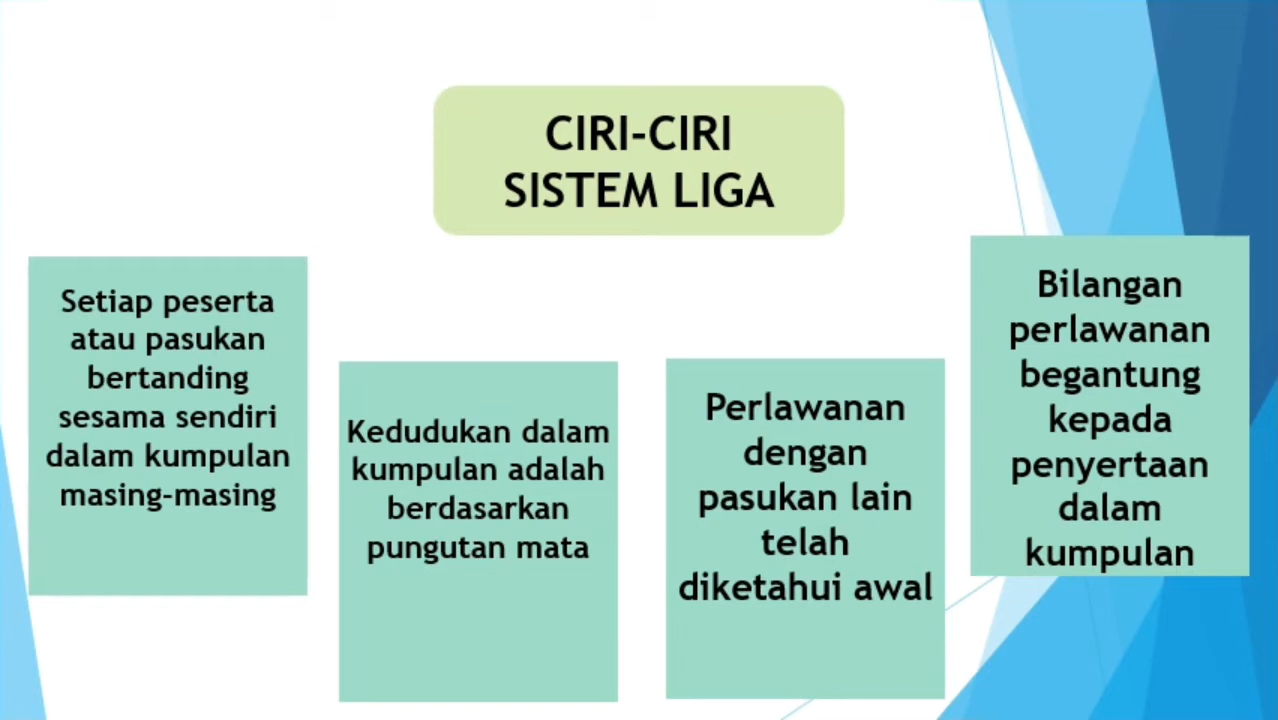 CIRI-CIRI
SISTEM LIGA
Setiap peserta
atau pasukan
bertanding
sesama sendiri
dalam kumpulan
masing-masing
Kedudukan dalam
kumpulan adalah
berdasarkan
pungutan mata
Perlawanan
dengan
pasukan lain
telah
diketahui awal
Bilangan
perlawanan
begantung
kepada
penyertaan
dalam
kumpulan